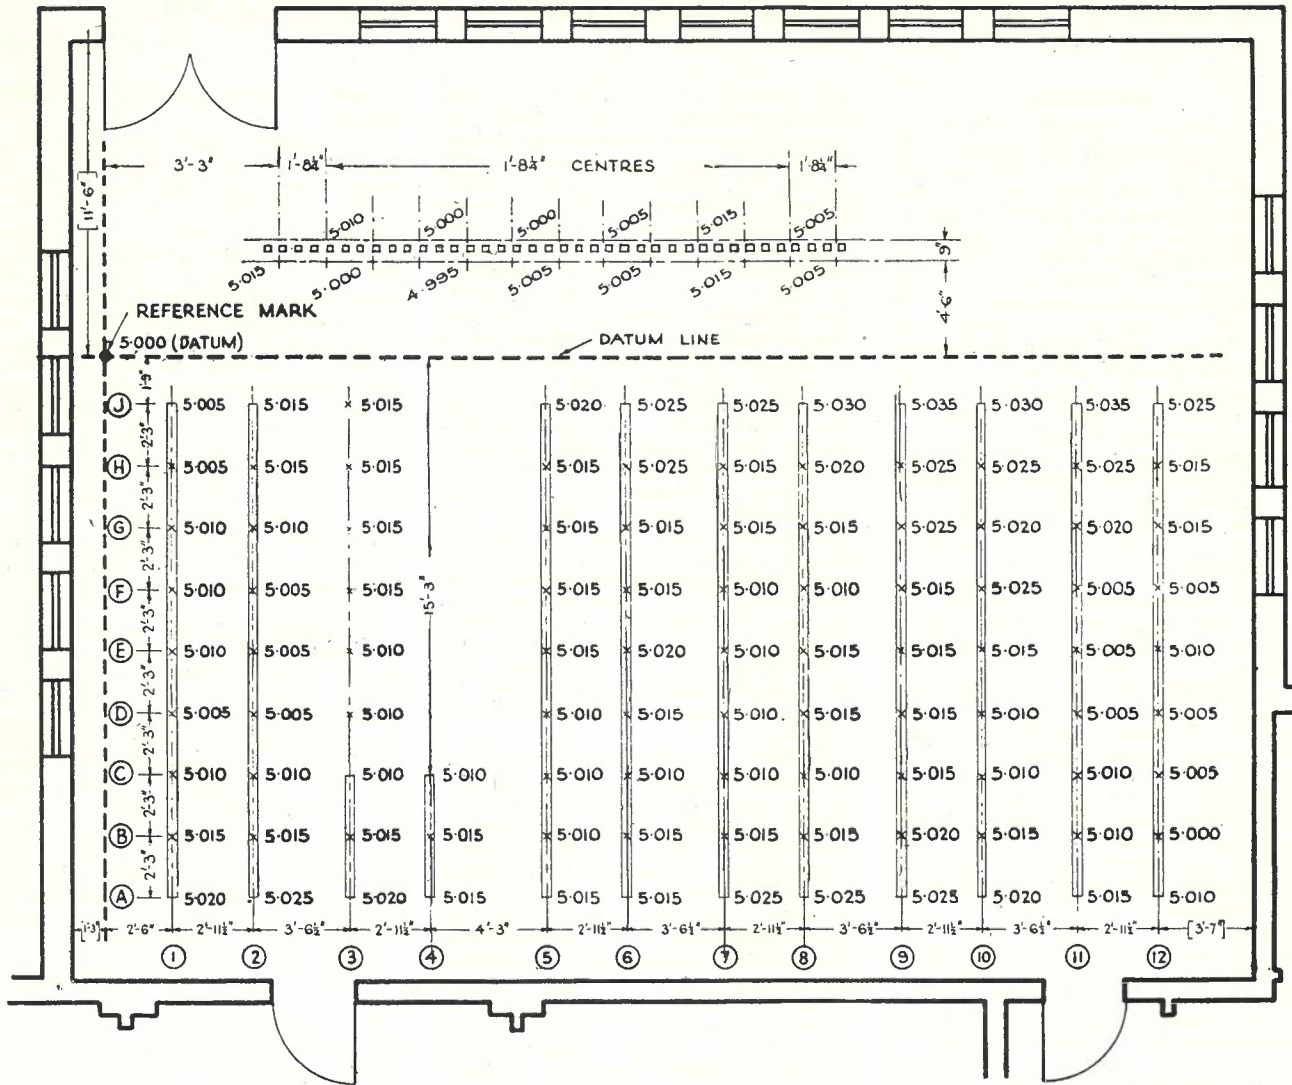 3'-3" 1'-8¼" 1'-8¼" CENTRES 1'-8¼"
[11'-6"]
5·010 5·000 5·000 5·005 5·015 5·005
9"
5·015 5·000 4·995 5·005 5·005 5·015 5·005
4'-6"
REFERENCE MARK
5·000 (DATUM)
DATUM LINE
1'-9"
J 5·005 5·015 5·015 5·020 5·025 5·025 5·030 5·035 5·030 5·035 5·025
2'-3"
H 5·005 5·015 5·015 5·015 5·025 5·015 5·020 5·025 5·025 5·025 5·015
2'-3"
G 5·010 5·010 5·015 5·015 5·015 5·015 5·015 5·025 5·020 5·020 5·015
2'-3"
F 5·010 5·005 5·015 5·015 5·015 5·010 5·010 5·015 5·025 5·005 5·005
15'-3"
2'-3"
E 5·010 5·005 5·010 5·015 5·020 5·010 5·015 5·015 5·015 5·005 5·010
2'-3"
D 5·005 5·005 5·010 5·010 5·015 5·010 5·015 5·015 5·010 5·005 5·005
2'-3"
C 5·010 5·010 5·010 5·010 5·010 5·010 5·010 5·010 5·015 5·010 5·010 5·005
2'-3"
B 5·015 5·015 5·015 5·015 5·010 5·015 5·015 5·015 5·020 5·015 5·010 5·000
2'-3"
A 5·020 5·025 5·020 5·015 5·015 5·015 5·025 5·025 5·025 5·020 5·015 5·010
[1'-3"] 2'-6" 2'-11½" 3'-6½" 2'-11½" 4'-3" 2'-11½" 3'-6½" 2'-11½" 3'-6½" 2'-11½" 3'-6½" 2'-11½" [3'-7"]
1 2 3 4 5 6 7 8 9 10 11 12